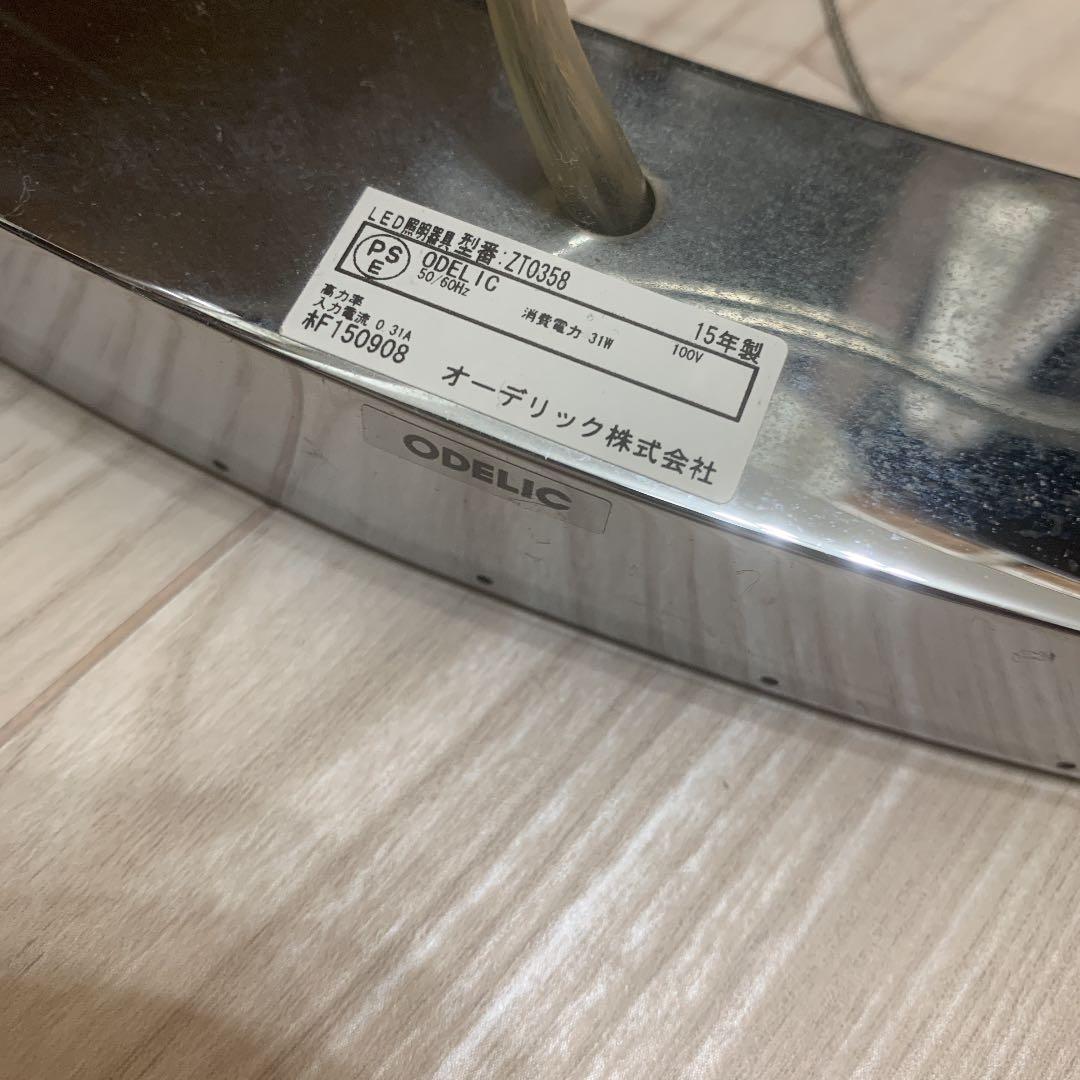 LED照明器具 型番:ZT0358 15年製
PS
E
ODELIC
50/60Hz 消費電力 31W 100V
高力率
入力電流 0 31A
F150908
オーデリック株式会社
ODELIC